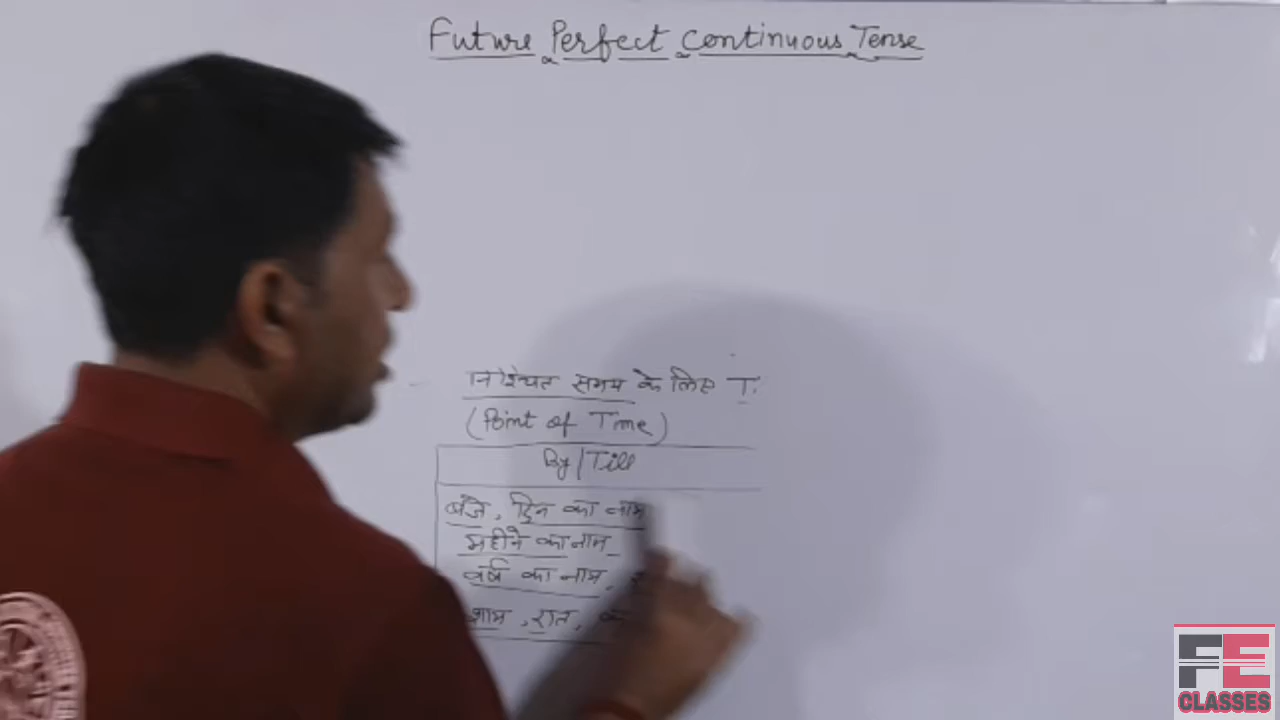 Future Perfect Continuous Tense
निश्चित समय के लिए T.
(Point of Time)
By/Till
बजे, दिन का नाम
महीने का नाम
वर्ष का नाम,
शाम, रात,
FE
CLASSES